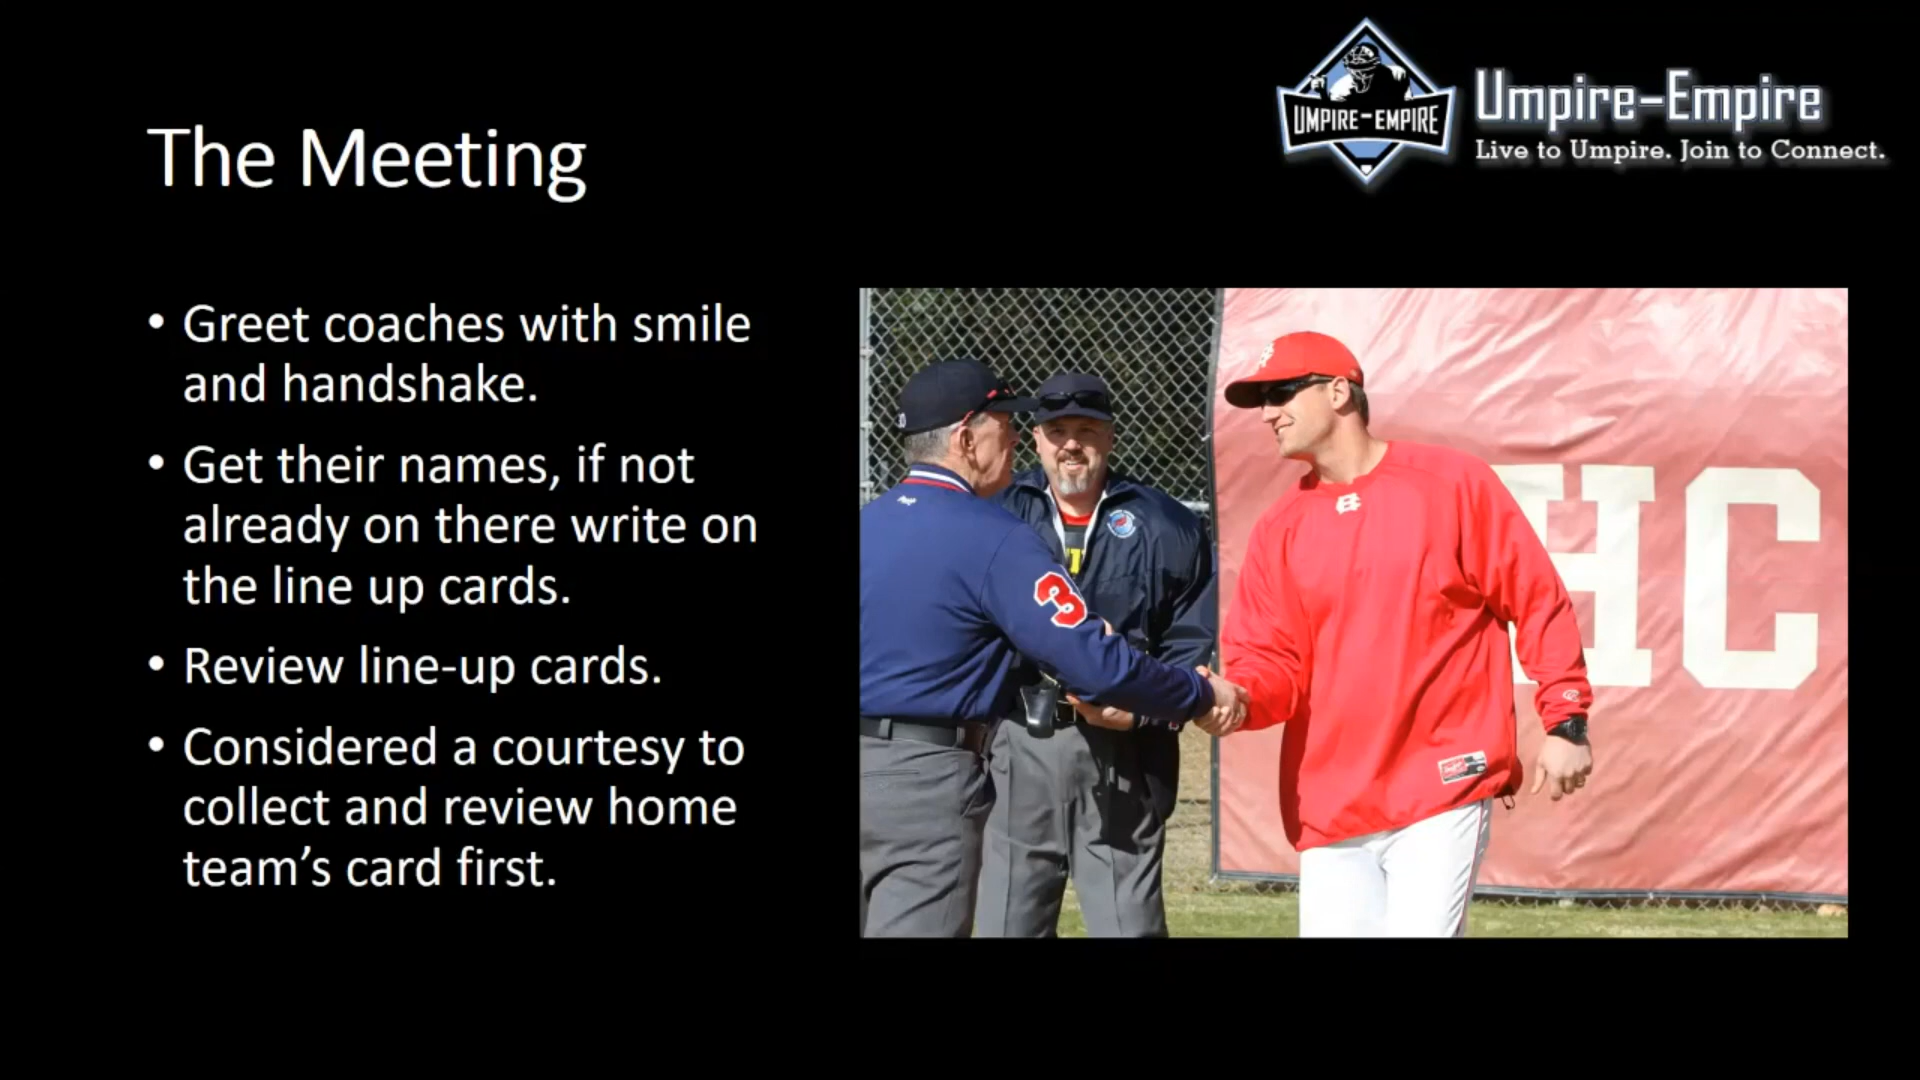 UMPIRE-EMPIRE
Umpire-Empire
Live to Umpire. Join to Connect.
The Meeting
• Greet coaches with smile
and handshake.
• Get their names, if not
already on there write on
the line up cards.
• Review line-up cards.
• Considered a courtesy to
collect and review home
team's card first.
3
HC